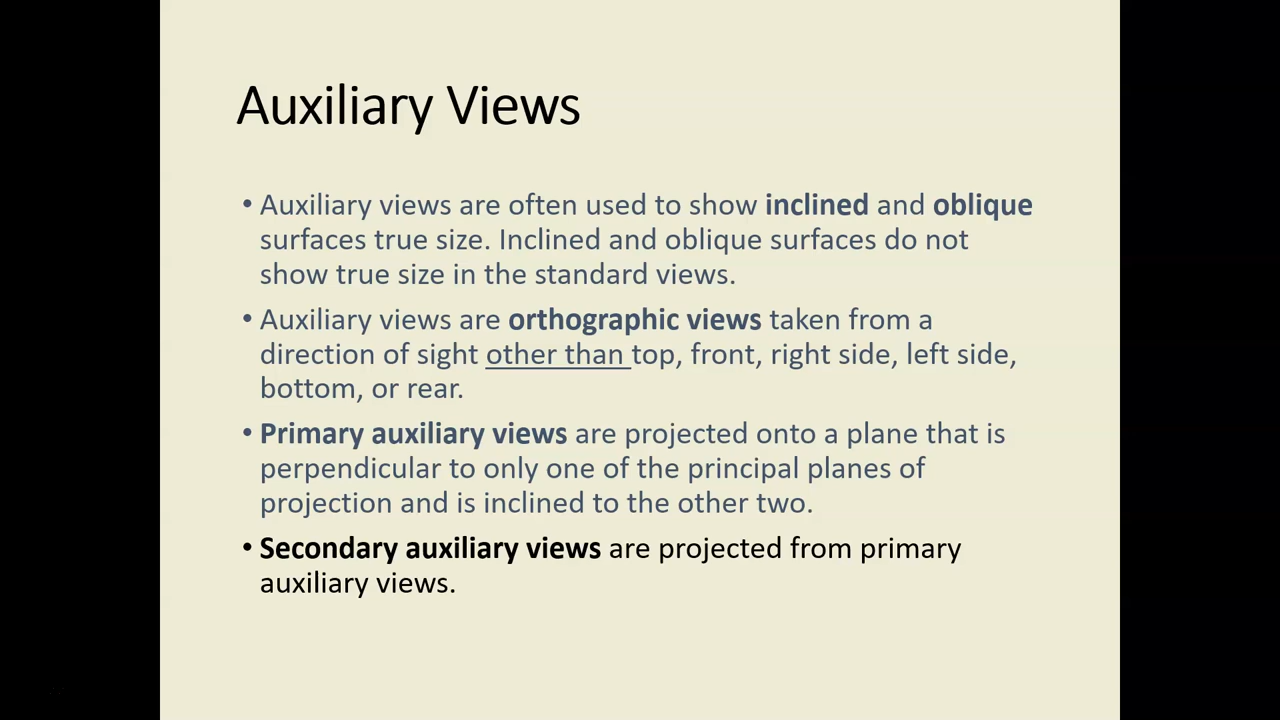 Auxiliary Views
• Auxiliary views are often used to show inclined and oblique
surfaces true size. Inclined and oblique surfaces do not
show true size in the standard views.
• Auxiliary views are orthographic views taken from a
direction of sight other than top, front, right side, left side,
bottom, or rear.
• Primary auxiliary views are projected onto a plane that is
perpendicular to only one of the principal planes of
projection and is inclined to the other two.
• Secondary auxiliary views are projected from primary
auxiliary views.